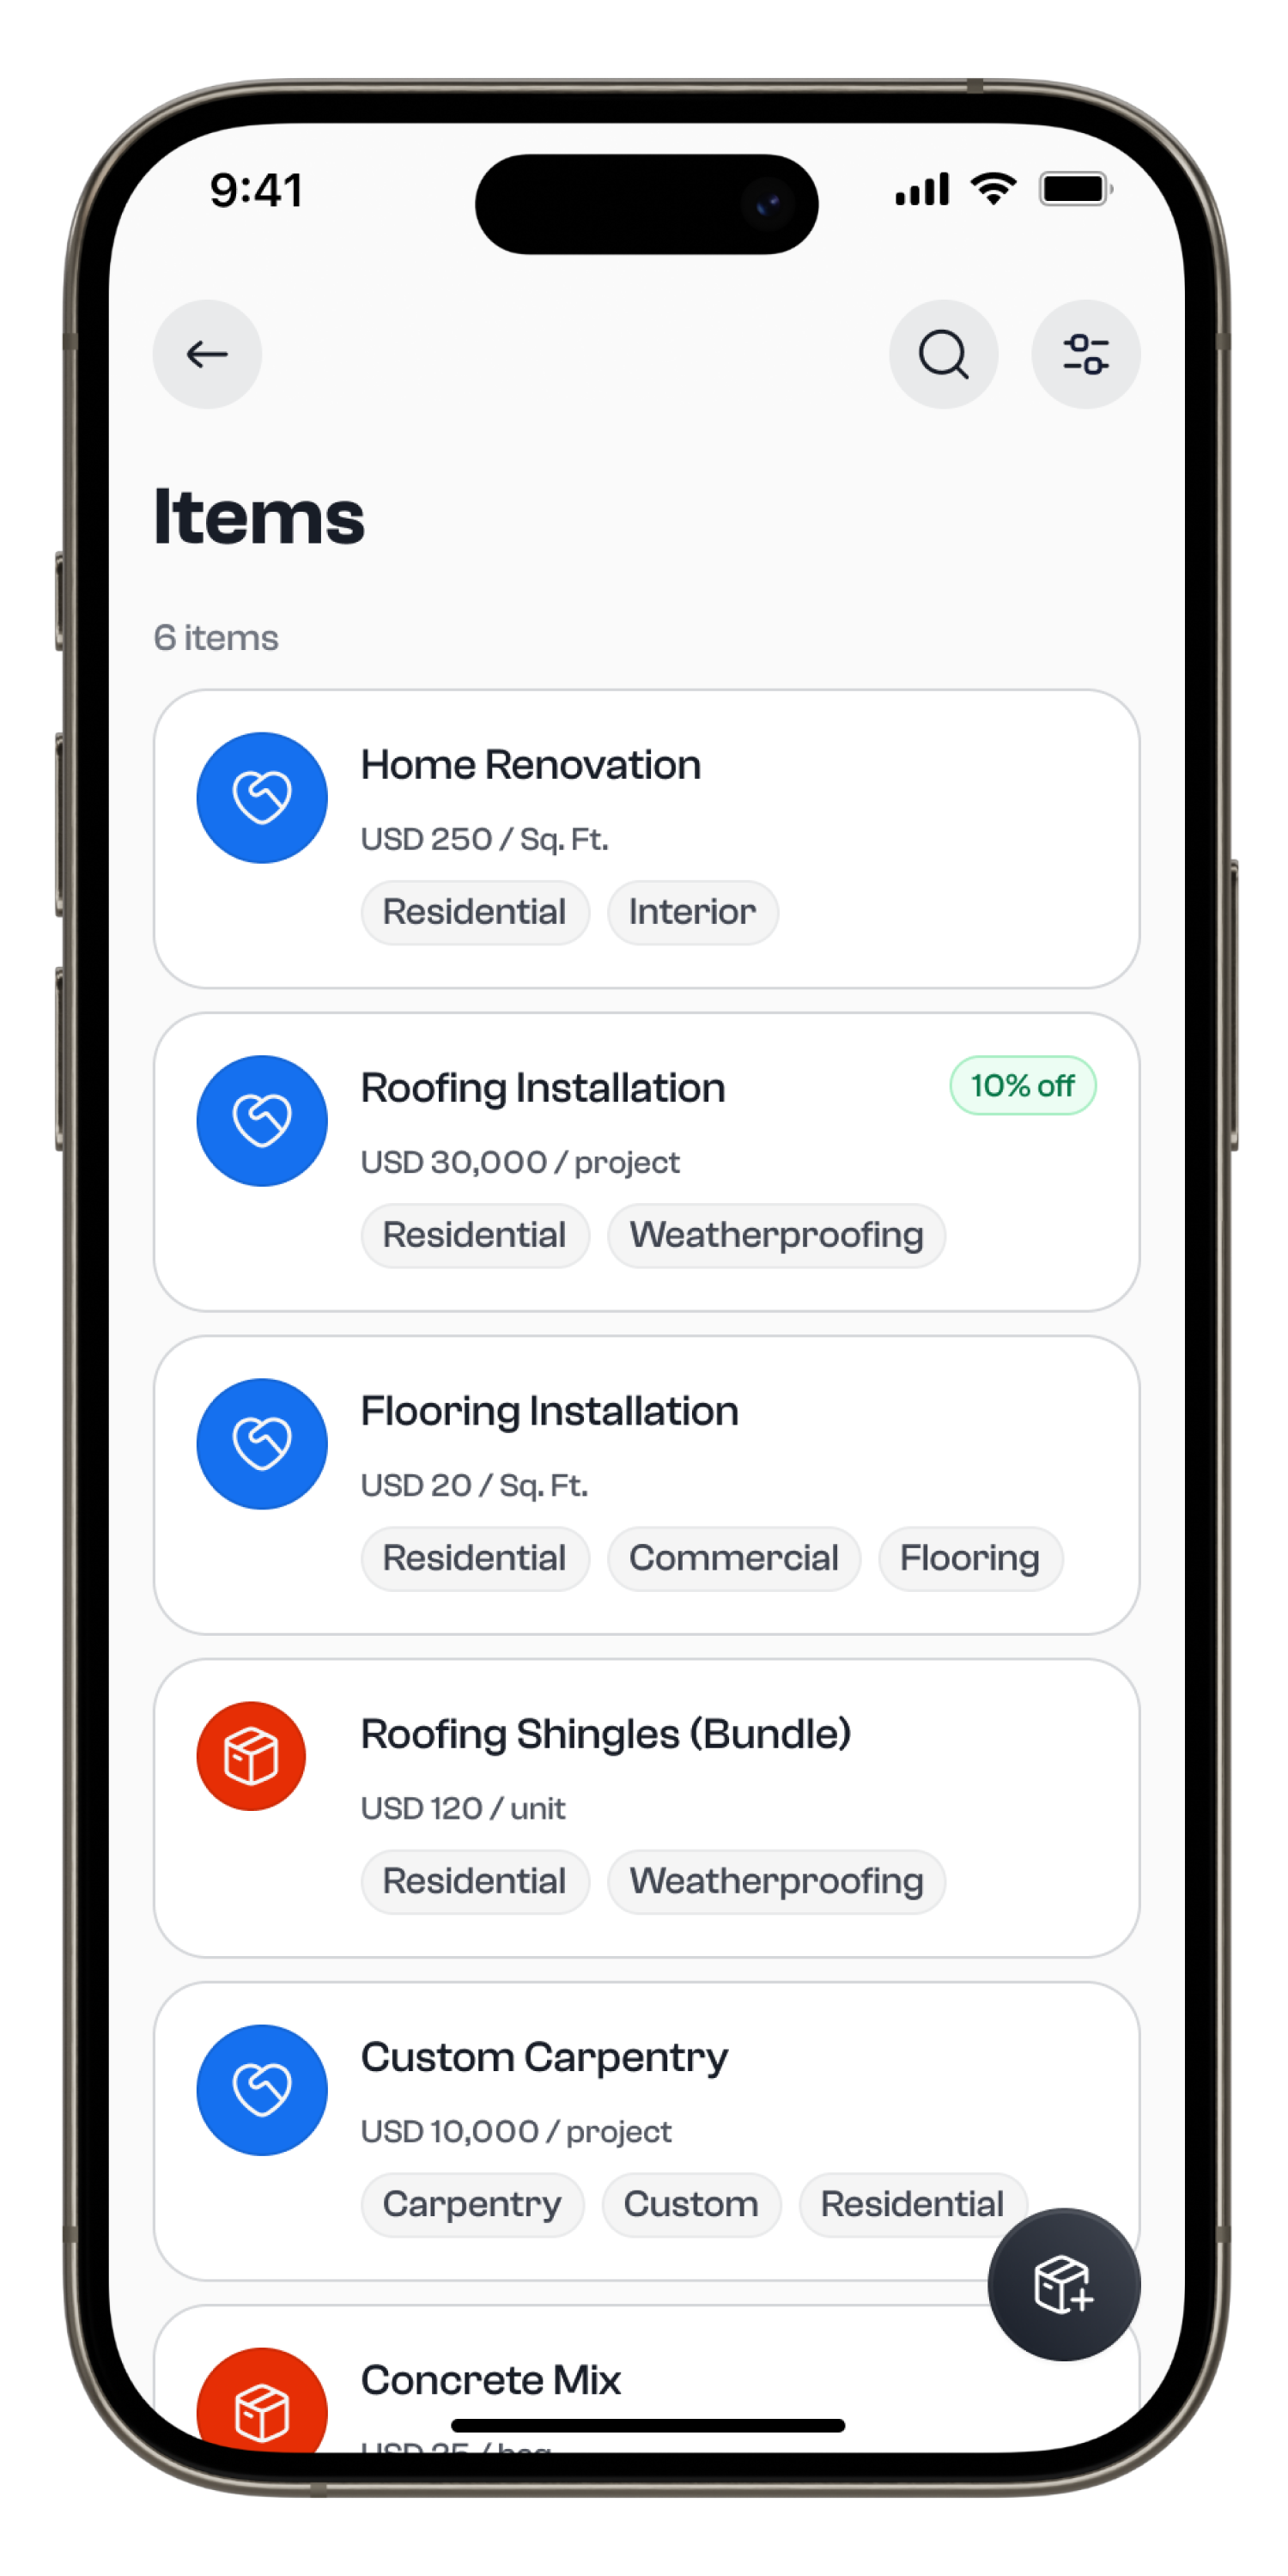 9:41
Items
6 items
Home Renovation
USD 250 / Sq. Ft.
Residential Interior
Roofing Installation 10% off
USD 30,000 / project
Residential Weatherproofing
Flooring Installation
USD 20 / Sq. Ft.
Residential Commercial Flooring
Roofing Shingles (Bundle)
USD 120 / unit
Residential Weatherproofing
Custom Carpentry
USD 10,000 / project
Carpentry Custom Residential
Concrete Mix